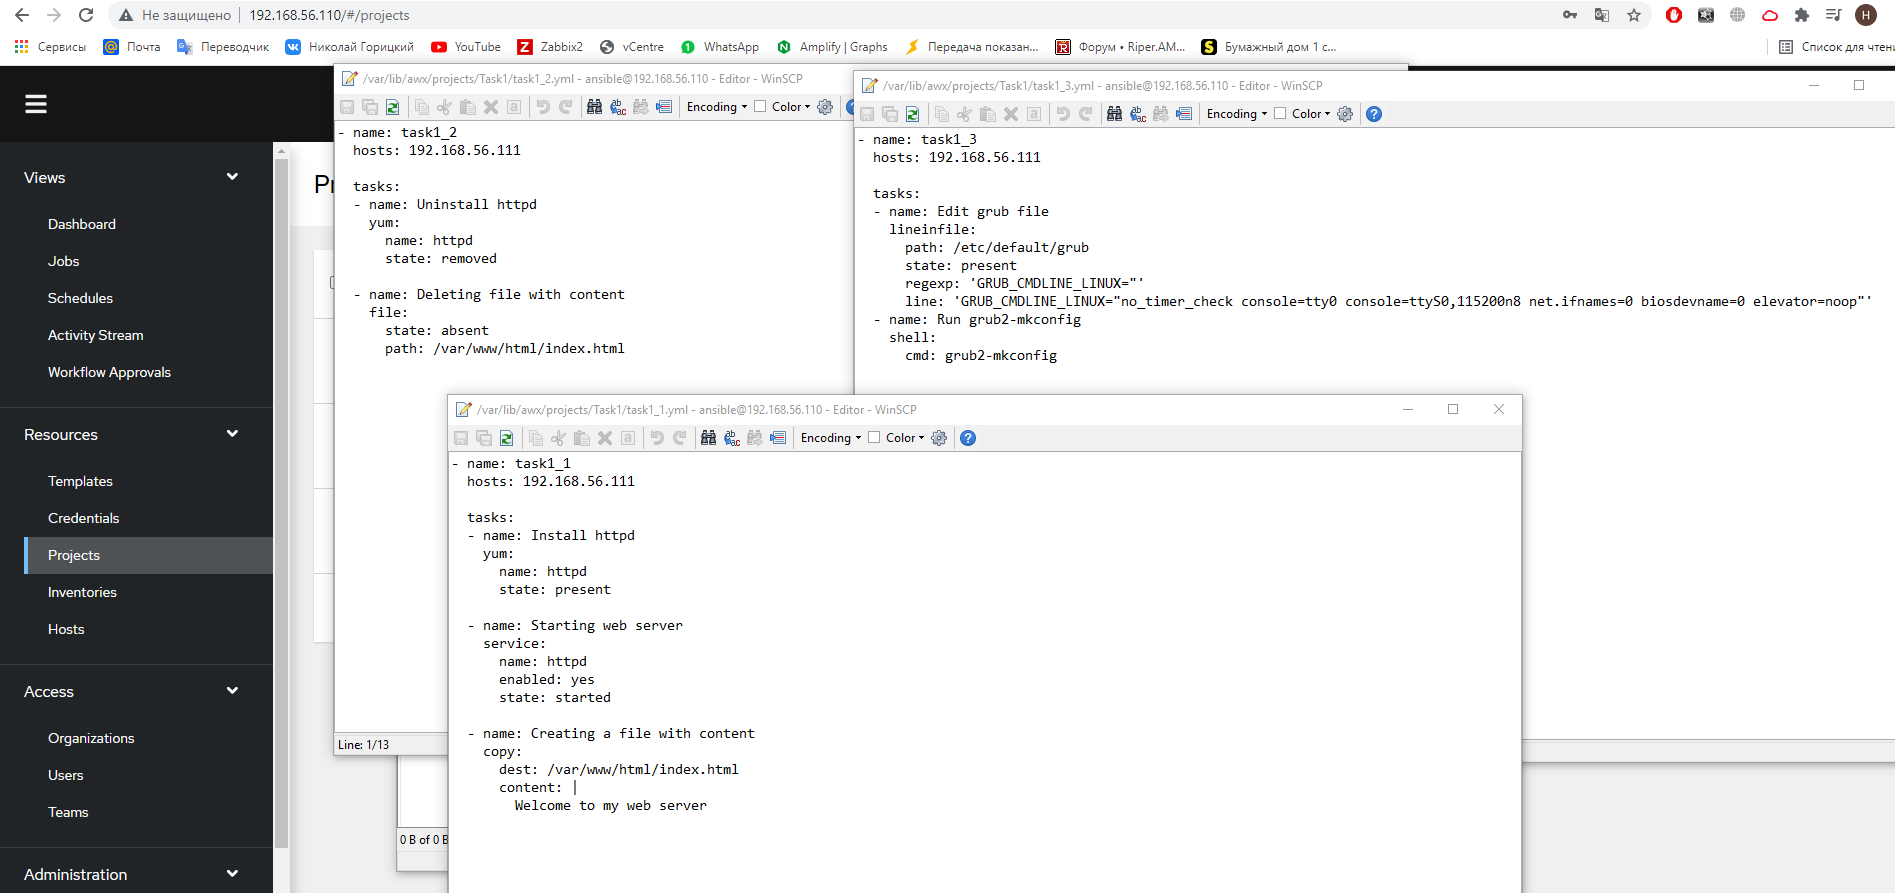 Не защищено 192.168.56.110/#/projects
H
Сервисы Почта Переводчик Николай Горицкий YouTube Zabbix2 vCentre WhatsApp Amplify | Graphs Передача показан... Форум • Riper.AM... Бумажный дом 1 с... Список для чтени
Views
Dashboard
Jobs
Schedules
Activity Stream
Workflow Approvals
Resources
Templates
Credentials
Projects
Inventories
Hosts
Access
Organizations
Users
Teams
Administration
/var/lib/awx/projects/Task1/task1_2.yml - ansible@192.168.56.110 - Editor - WinSCP
Encoding Color
- name: task1_2
hosts: 192.168.56.111
tasks:
- name: Uninstall httpd
yum:
name: httpd
state: removed
- name: Deleting file with content
file:
state: absent
path: /var/www/html/index.html
Line: 1/13
0 B of 0 B
/var/lib/awx/projects/Task1/task1_3.yml - ansible@192.168.56.110 - Editor - WinSCP
Encoding Color
- name: task1_3
hosts: 192.168.56.111
tasks:
- name: Edit grub file
lineinfile:
path: /etc/default/grub
state: present
regexp: 'GRUB_CMDLINE_LINUX="'
line: 'GRUB_CMDLINE_LINUX="no_timer_check console=tty0 console=ttyS0,115200n8 net.ifnames=0 biosdevname=0 elevator=noop"'
- name: Run grub2-mkconfig
shell:
cmd: grub2-mkconfig
/var/lib/awx/projects/Task1/task1_1.yml - ansible@192.168.56.110 - Editor - WinSCP
Encoding Color
- name: task1_1
hosts: 192.168.56.111
tasks:
- name: Install httpd
yum:
name: httpd
state: present
- name: Starting web server
service:
name: httpd
enabled: yes
state: started
- name: Creating a file with content
copy:
dest: /var/www/html/index.html
content: |
Welcome to my web server